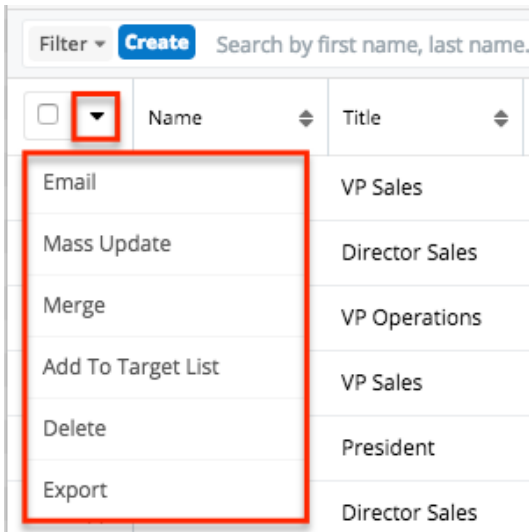 Filter Create Search by first name, last name.
Name Title
Email VP Sales
Mass Update Director Sales
Merge VP Operations
Add To Target List VP Sales
Delete President
Export Director Sales